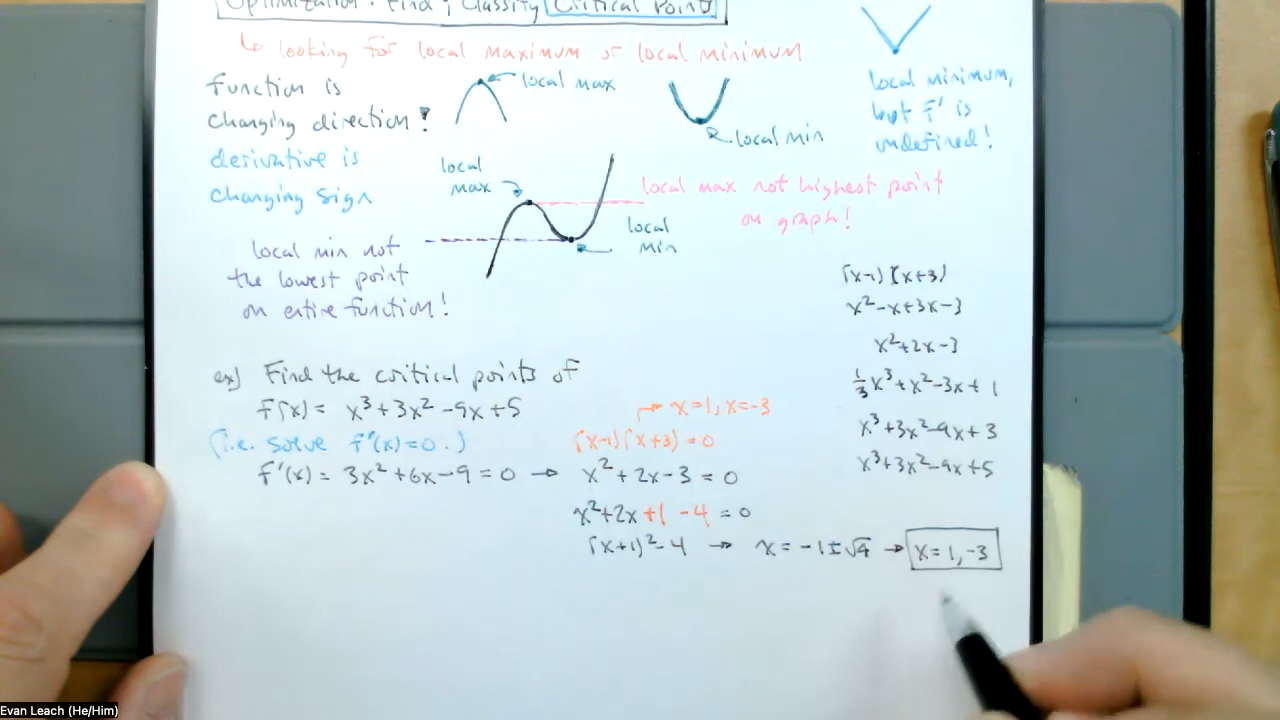 Optimization: Find & Classify Critical Points
↳ looking for local maximum or local minimum
function is
changing direction!
derivative is
changing sign
local max
local min
local minimum,
but f' is
undefined!
local
max
local max not highest point
on graph!
local
min
local min not
the lowest point
on entire function!
(x-1)(x+3)
x²-x+3x-3
x²+2x-3
1/3x³+x²-3x+1
x³+3x²-9x+3
x³+3x²-9x+5
ex) Find the critical points of
f(x) = x³+3x²-9x+5
(i.e. solve f'(x)=0.)
f'(x) = 3x²+6x-9 = 0 → x²+2x-3 = 0
(x-1)(x+3) = 0
→ x=1, x=-3
x²+2x+1-4 = 0
(x+1)²-4 → x = -1±√4 → x = 1, -3
Evan Leach (He/Him)